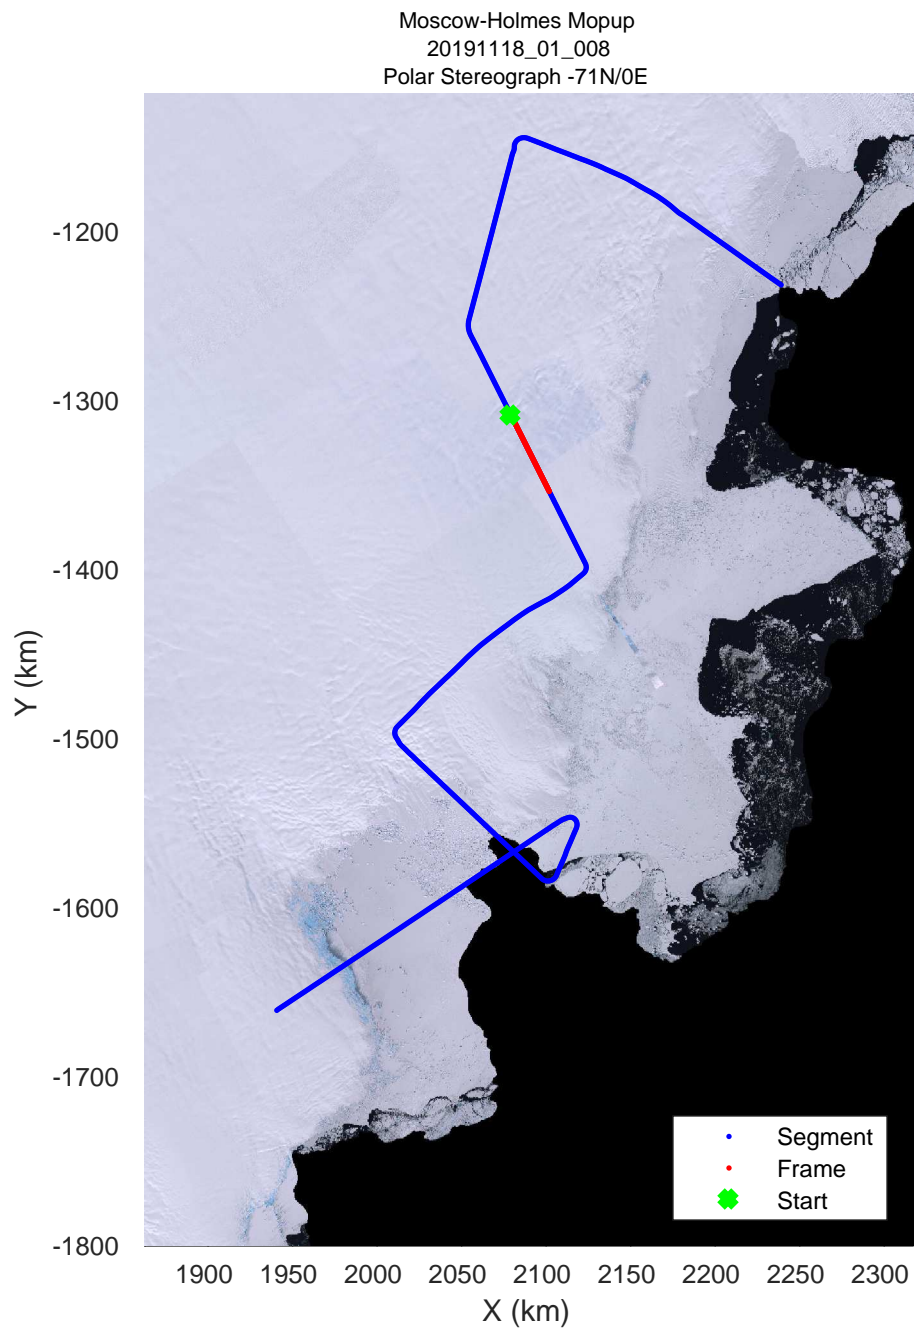 Moscow-Holmes Mopup
20191118_01_008
Polar Stereograph -71N/0E
-1200
-1300
-1400
-1500
-1600
-1700
-1800
Y (km)
1900 1950 2000 2050 2100 2150 2200 2250 2300
X (km)
Segment
Frame
Start